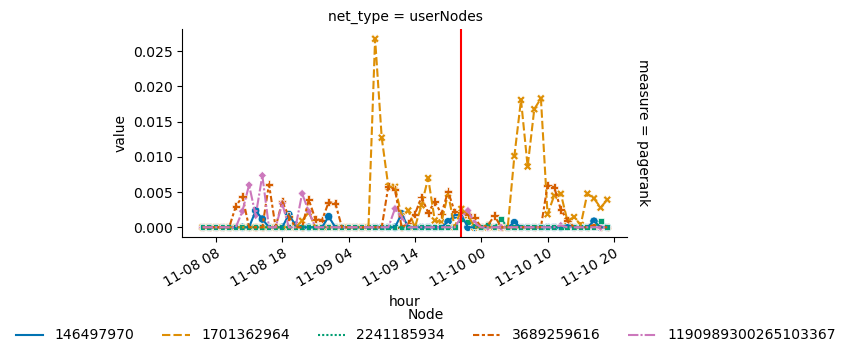 net_type = userNodes
0.025
0.020
0.015
0.010
0.005
0.000
value
measure = pagerank
11-08 08
11-08 18
11-09 04
11-09 14
11-10 00
11-10 10
11-10 20
hour
Node
146497970 1701362964 2241185934 3689259616 1190989300265103367